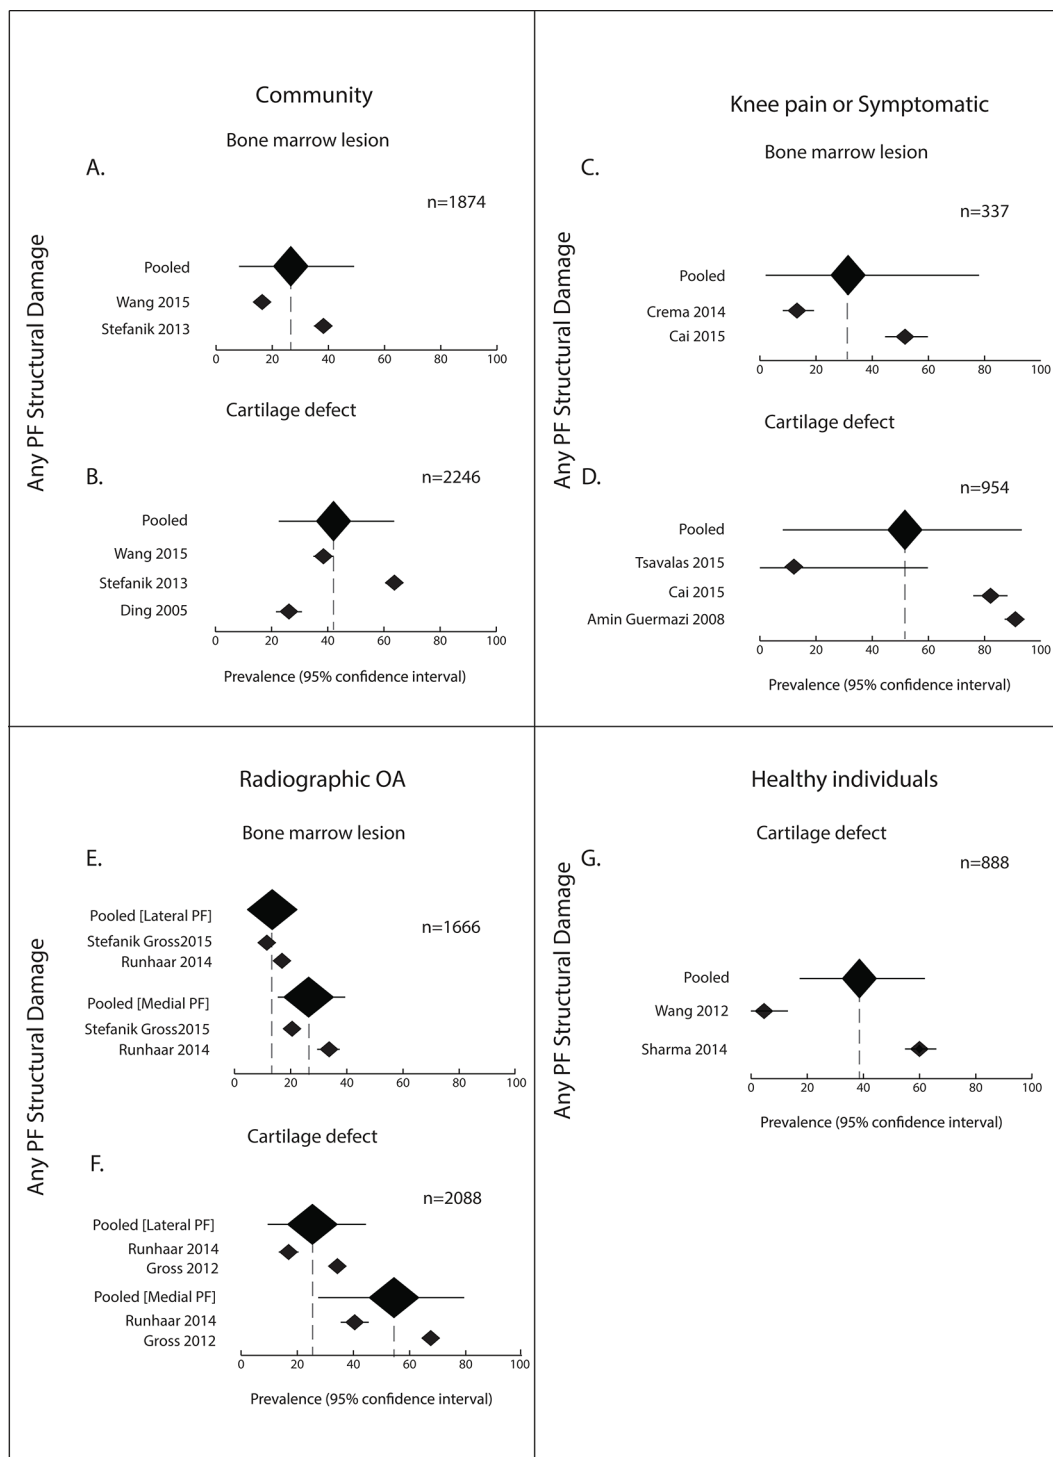 Community
Bone marrow lesion
A.
n=1874
Any PF Structural Damage
Pooled
Wang 2015
Stefanik 2013
0 20 40 60 80 100
Cartilage defect
B.
n=2246
Pooled
Wang 2015
Stefanik 2013
Ding 2005
0 20 40 60 80 100
Prevalence (95% confidence interval)
Knee pain or Symptomatic
Bone marrow lesion
C.
n=337
Any PF Structural Damage
Pooled
Crema 2014
Cai 2015
0 20 40 60 80 100
Cartilage defect
D.
n=954
Pooled
Tsavalas 2015
Cai 2015
Amin Guermazi 2008
0 20 40 60 80 100
Prevalence (95% confidence interval)
Radiographic OA
Bone marrow lesion
E.
n=1666
Any PF Structural Damage
Pooled [Lateral PF]
Stefanik Gross2015
Runhaar 2014
Pooled [Medial PF]
Stefanik Gross2015
Runhaar 2014
0 20 40 60 80 100
Cartilage defect
F.
n=2088
Pooled [Lateral PF]
Runhaar 2014
Gross 2012
Pooled [Medial PF]
Runhaar 2014
Gross 2012
0 20 40 60 80 100
Prevalence (95% confidence interval)
Healthy individuals
Cartilage defect
G.
n=888
Any PF Structural Damage
Pooled
Wang 2012
Sharma 2014
0 20 40 60 80 100
Prevalence (95% confidence interval)